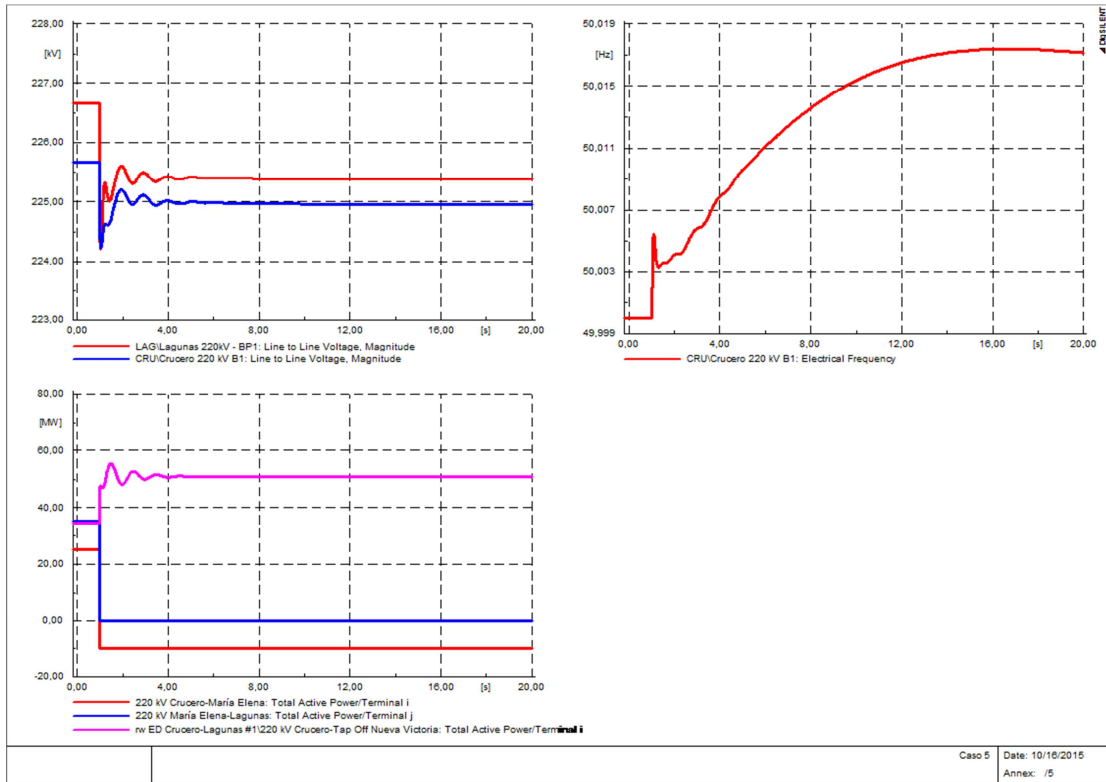 228,00
[kV]
227,00
226,00
225,00
224,00
223,00
0,00 4,00 8,00 12,00 16,00 [s] 20,00
LAG\Lagunas 220kV - BP1: Line to Line Voltage, Magnitude
CRU\Crucero 220 kV B1: Line to Line Voltage, Magnitude
50,019
[Hz]
50,015
50,011
50,007
50,003
49,999
0,00 4,00 8,00 12,00 16,00 [s] 20,00
CRU\Crucero 220 kV B1: Electrical Frequency
DIgSILENT
80,00
[MW]
60,00
40,00
20,00
0,00
-20,00
0,00 4,00 8,00 12,00 16,00 [s] 20,00
220 kV Crucero-María Elena: Total Active Power/Terminal i
220 kV María Elena-Lagunas: Total Active Power/Terminal j
rw ED Crucero-Lagunas #1\220 kV Crucero-Tap Off Nueva Victoria: Total Active Power/Terminal i
Caso 5
Date: 10/16/2015
Annex: /5